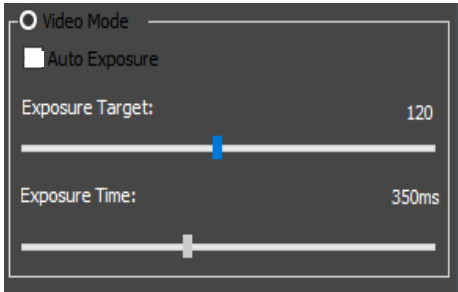 Video Mode
Auto Exposure
Exposure Target: 120
Exposure Time: 350ms